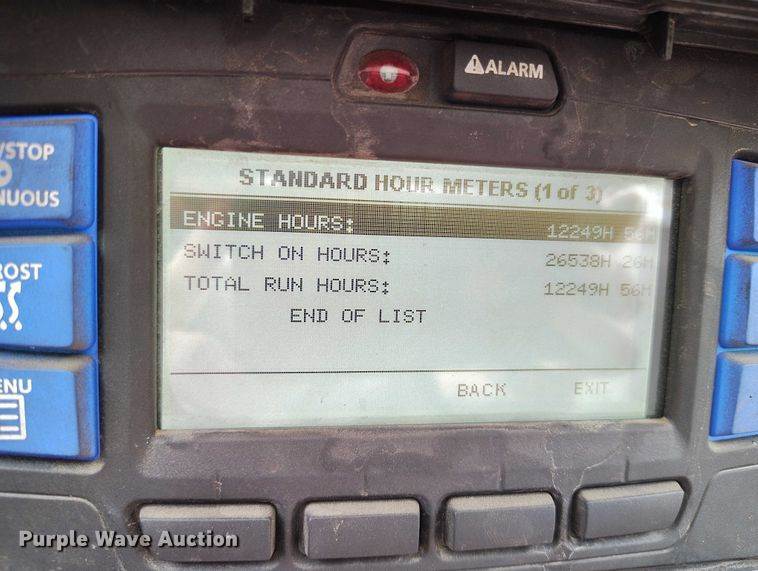 ⚠ALARM
/STOP
NUOUS
ROST
ENU
STANDARD HOUR METERS (1 of 3)
ENGINE HOURS: 12249H 56M
SWITCH ON HOURS: 26538H 26M
TOTAL RUN HOURS: 12249H 56M
END OF LIST
BACK EXIT
Purple Wave Auction®